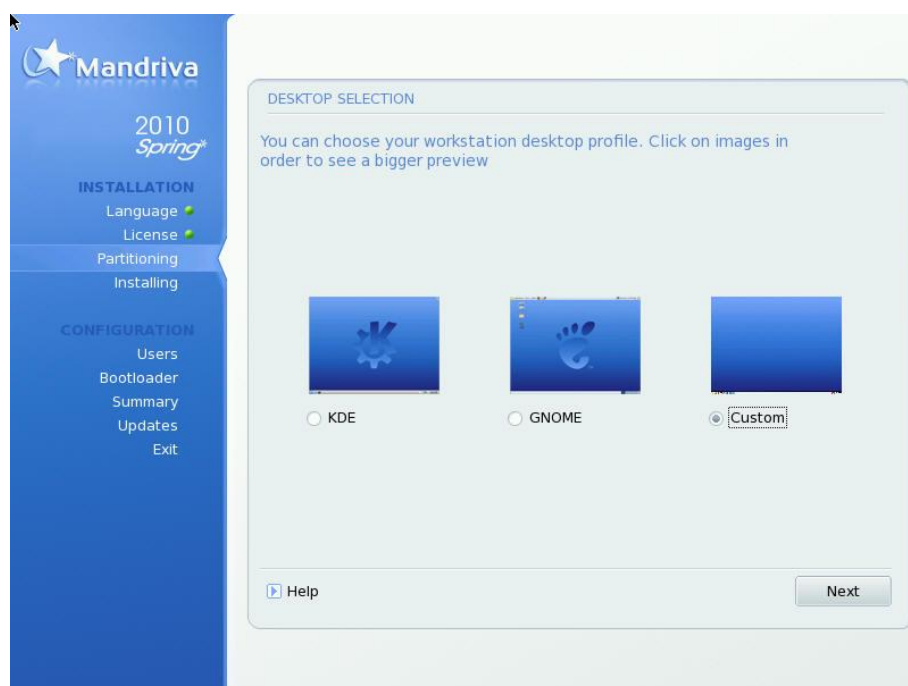 Mandriva
2010
Spring
INSTALLATION
Language
License
Partitioning
Installing
CONFIGURATION
Users
Bootloader
Summary
Updates
Exit
DESKTOP SELECTION
You can choose your workstation desktop profile. Click on images in
order to see a bigger preview
KDE
GNOME
Custom
Help
Next